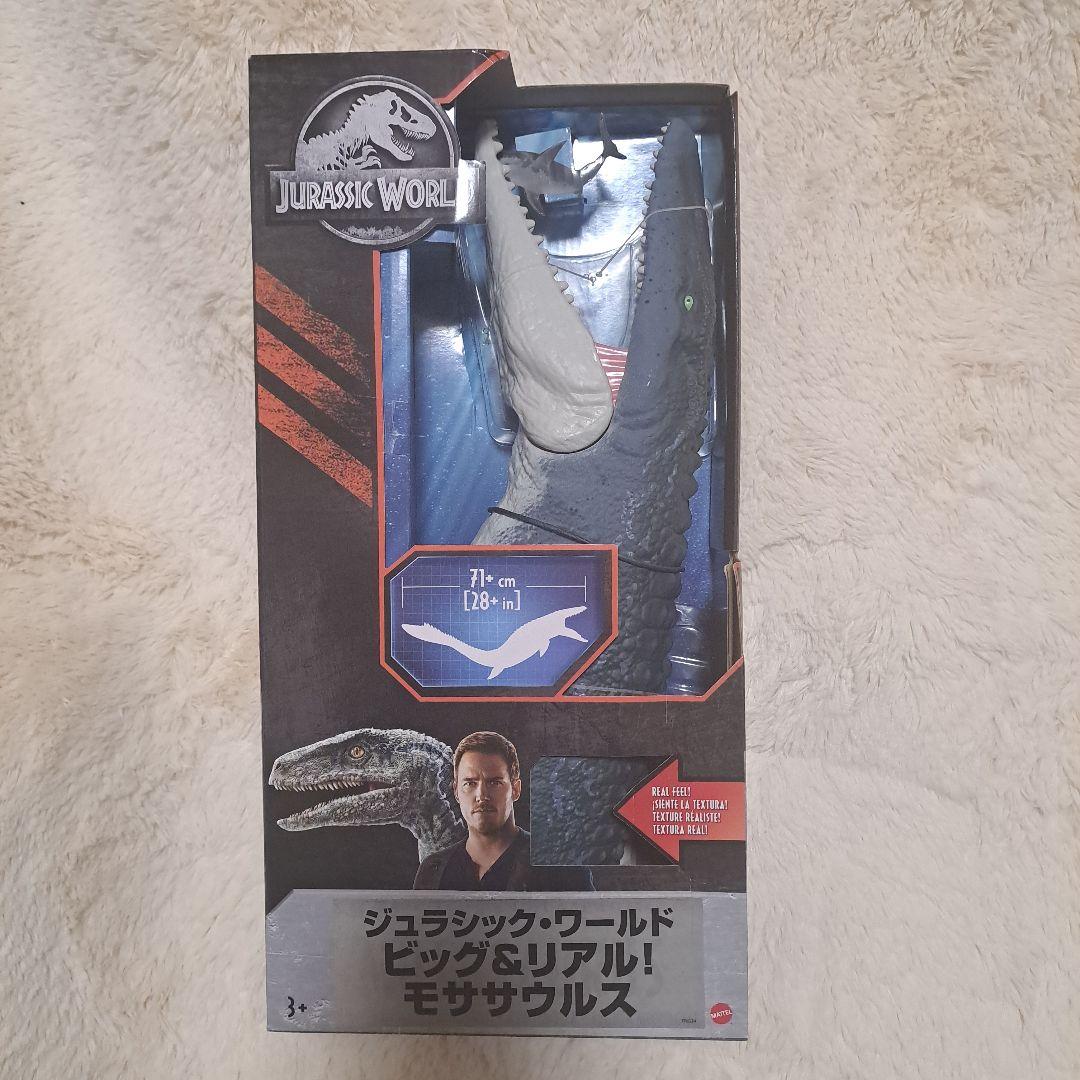 JURASSIC WORL
71+ cm
[28+ in]
REAL FEEL!
¡SIENTE LA TEXTURA!
TEXTURE RÉALISTE!
TEXTURA REAL!
ジュラシック・ワールド
ビッグ&リアル!
モササウルス
3+
MATTEL